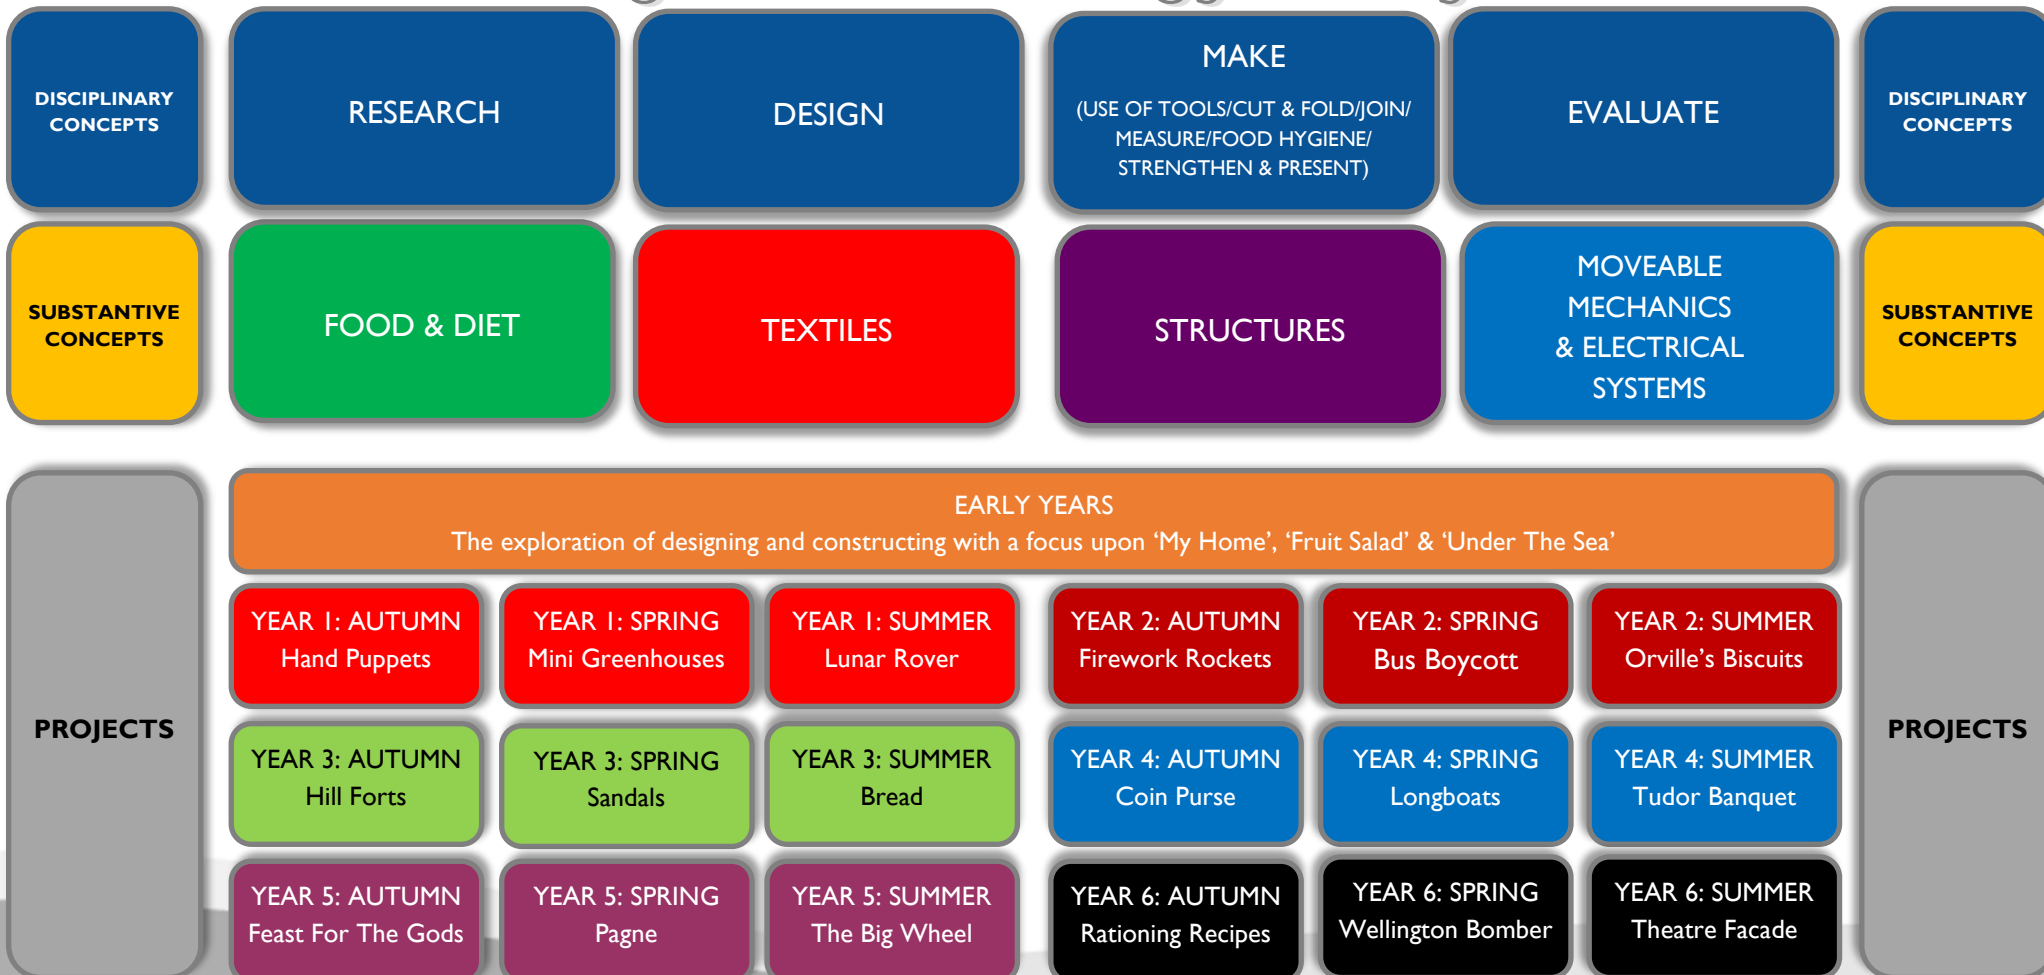 DISCIPLINARY
CONCEPTS
RESEARCH
DESIGN
MAKE
(USE OF TOOLS/CUT & FOLD/JOIN/
MEASURE/FOOD HYGIENE/
STRENGTHEN & PRESENT)
EVALUATE
DISCIPLINARY
CONCEPTS
SUBSTANTIVE
CONCEPTS
FOOD & DIET
TEXTILES
STRUCTURES
MOVEABLE
MECHANICS
& ELECTRICAL
SYSTEMS
SUBSTANTIVE
CONCEPTS
PROJECTS
EARLY YEARS
The exploration of designing and constructing with a focus upon ‘My Home’, ‘Fruit Salad’ & ‘Under The Sea’
YEAR 1: AUTUMN
Hand Puppets
YEAR 1: SPRING
Mini Greenhouses
YEAR 1: SUMMER
Lunar Rover
YEAR 2: AUTUMN
Firework Rockets
YEAR 2: SPRING
Bus Boycott
YEAR 2: SUMMER
Orville’s Biscuits
YEAR 3: AUTUMN
Hill Forts
YEAR 3: SPRING
Sandals
YEAR 3: SUMMER
Bread
YEAR 4: AUTUMN
Coin Purse
YEAR 4: SPRING
Longboats
YEAR 4: SUMMER
Tudor Banquet
YEAR 5: AUTUMN
Feast For The Gods
YEAR 5: SPRING
Pagne
YEAR 5: SUMMER
The Big Wheel
YEAR 6: AUTUMN
Rationing Recipes
YEAR 6: SPRING
Wellington Bomber
YEAR 6: SUMMER
Theatre Facade
PROJECTS